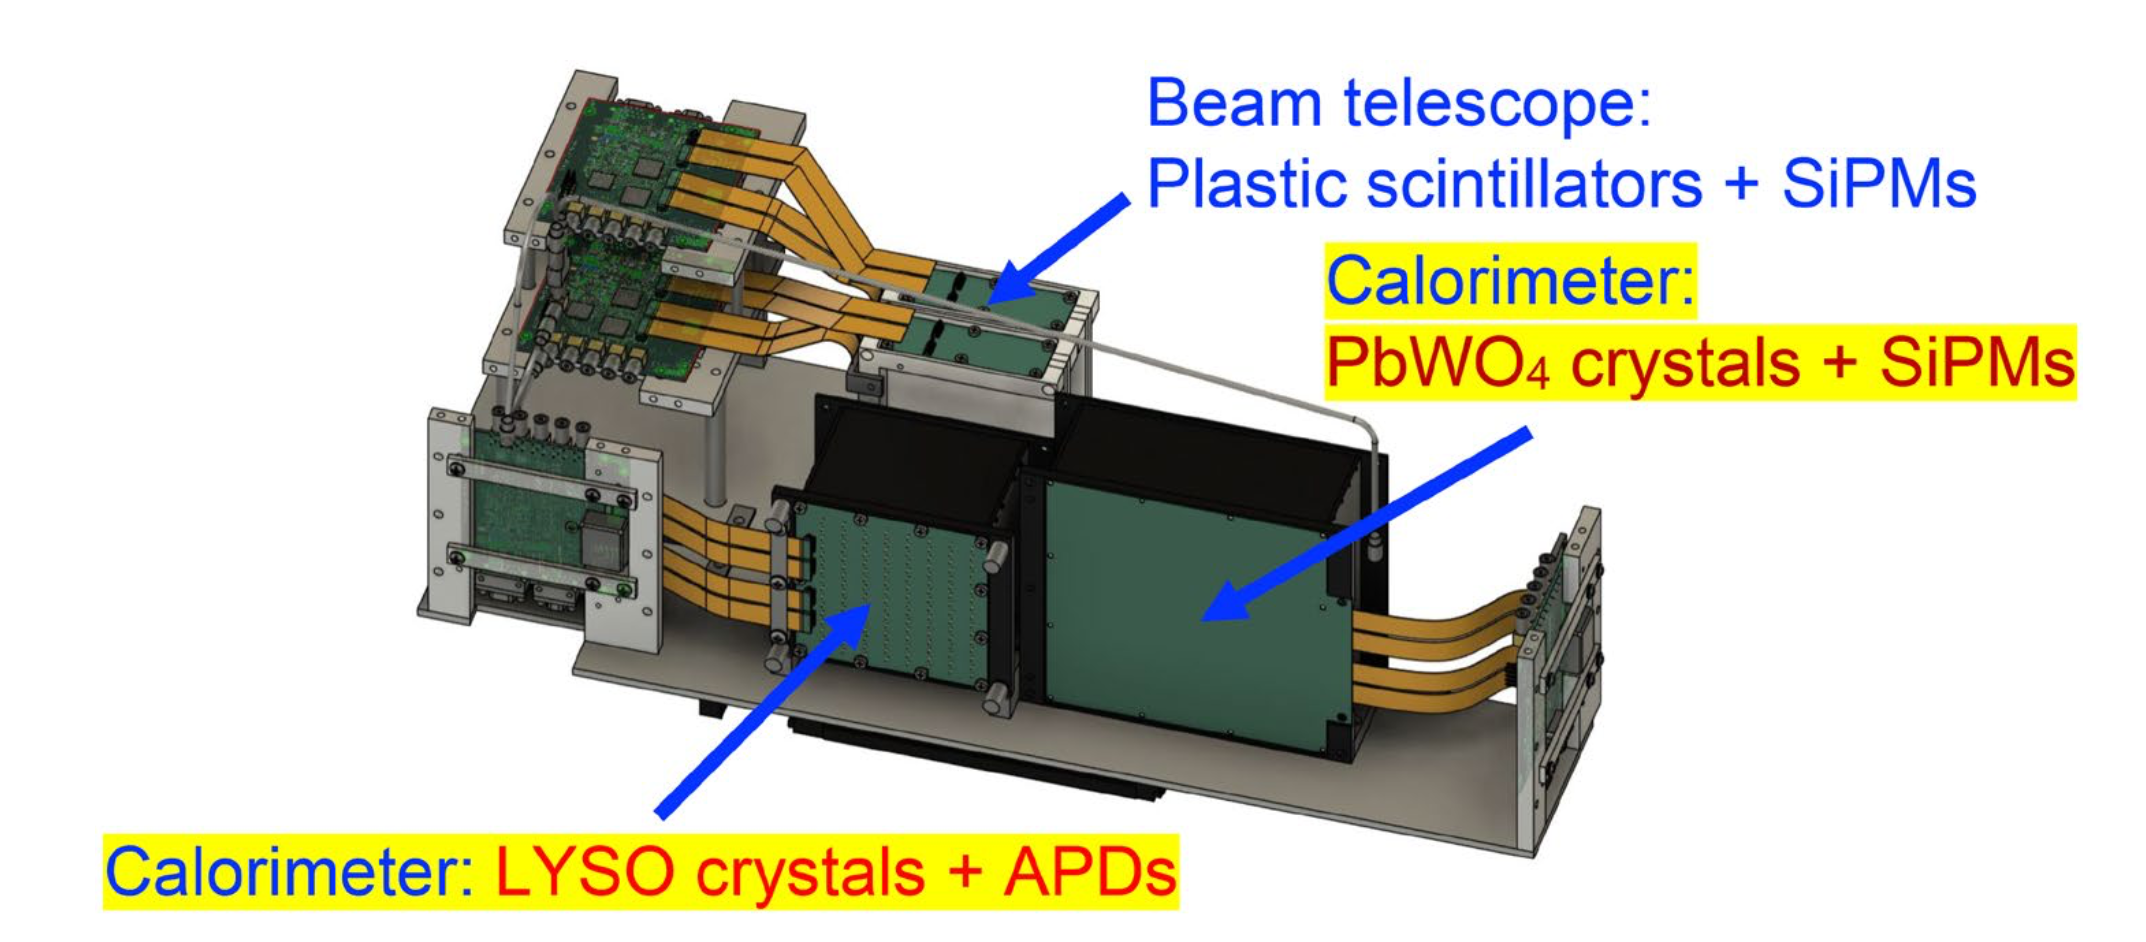 Beam telescope:
Plastic scintillators + SiPMs
Calorimeter:
PbWO₄ crystals + SiPMs
Calorimeter: LYSO crystals + APDs